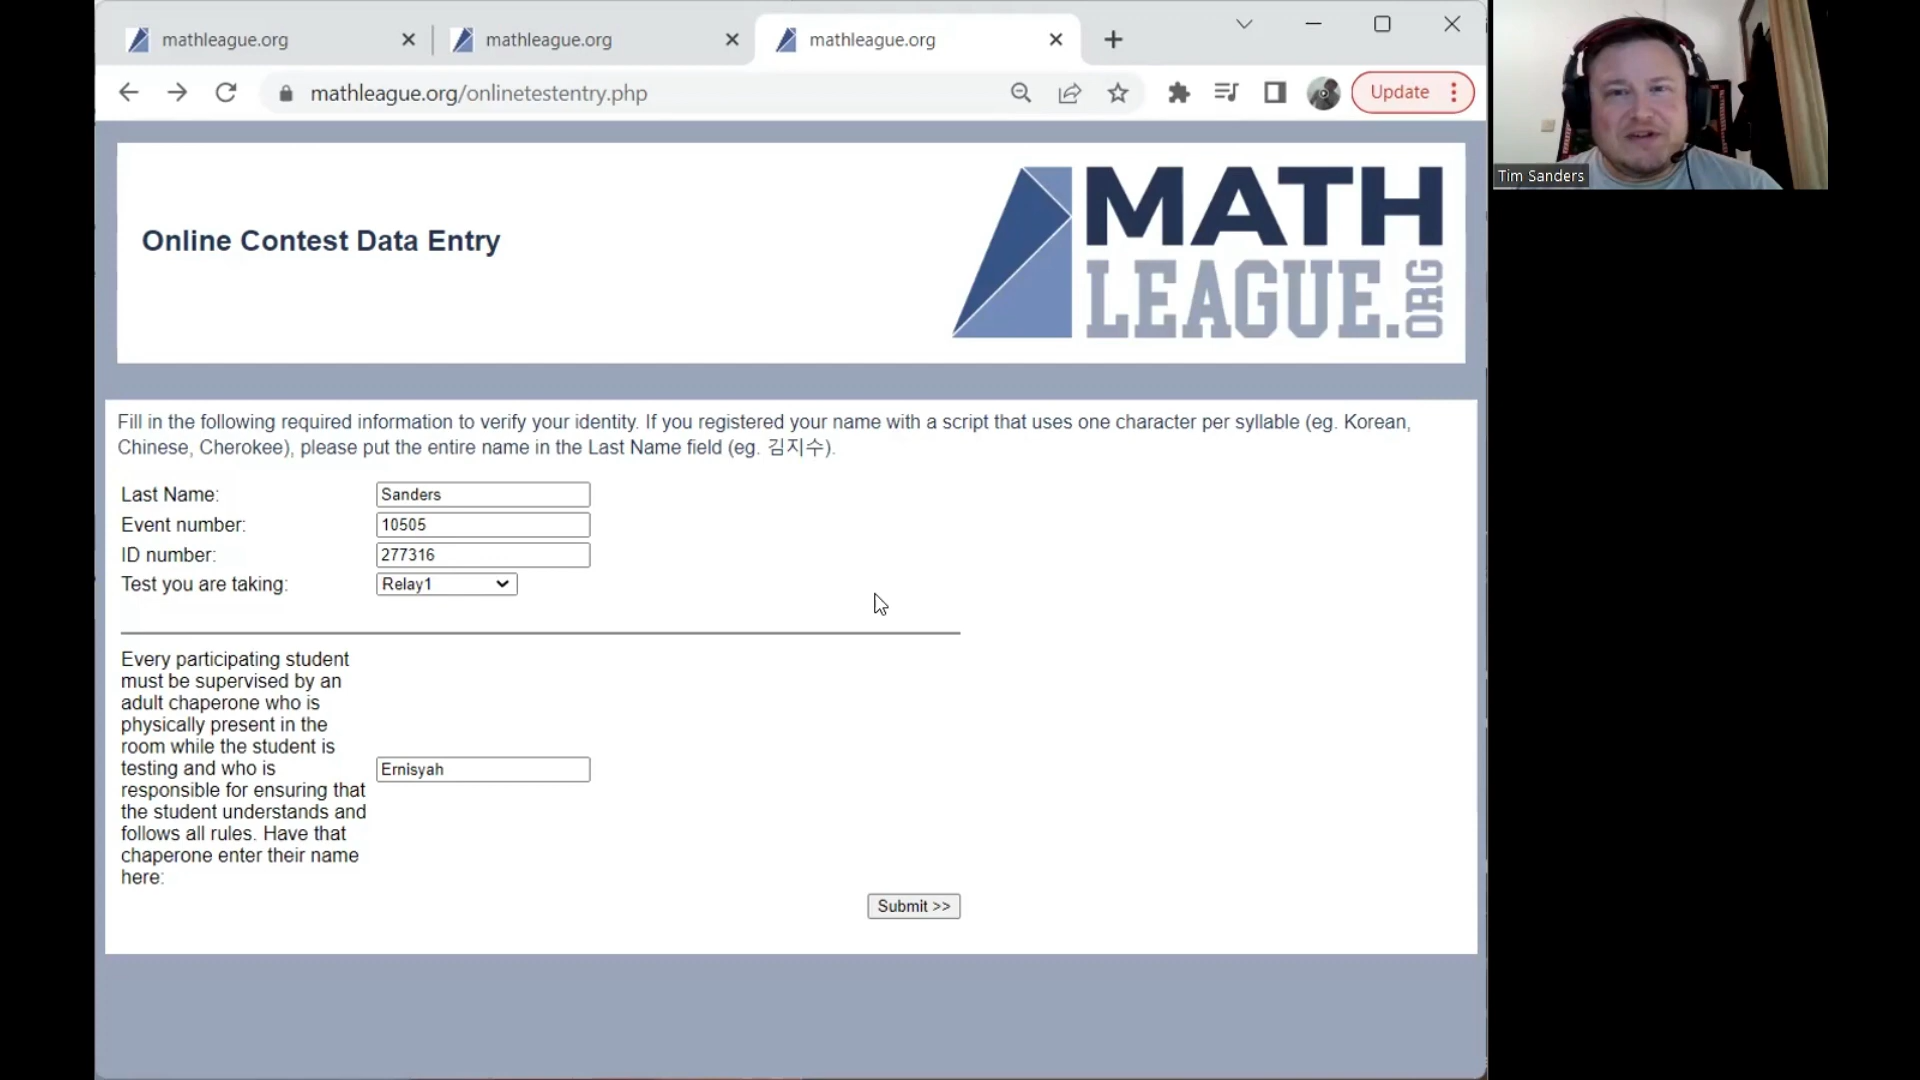 mathleague.org
mathleague.org
mathleague.org
mathleague.org/onlinetestentry.php
Update
Tim Sanders
Online Contest Data Entry
MATH
LEAGUE.ORG
Fill in the following required information to verify your identity. If you registered your name with a script that uses one character per syllable (eg. Korean,
Chinese, Cherokee), please put the entire name in the Last Name field (eg. 김지수).
Last Name: Sanders
Event number: 10505
ID number: 277316
Test you are taking: Relay1
Every participating student
must be supervised by an
adult chaperone who is
physically present in the
room while the student is
testing and who is
responsible for ensuring that
the student understands and
follows all rules. Have that
chaperone enter their name
here:
Ernisyah
Submit >>